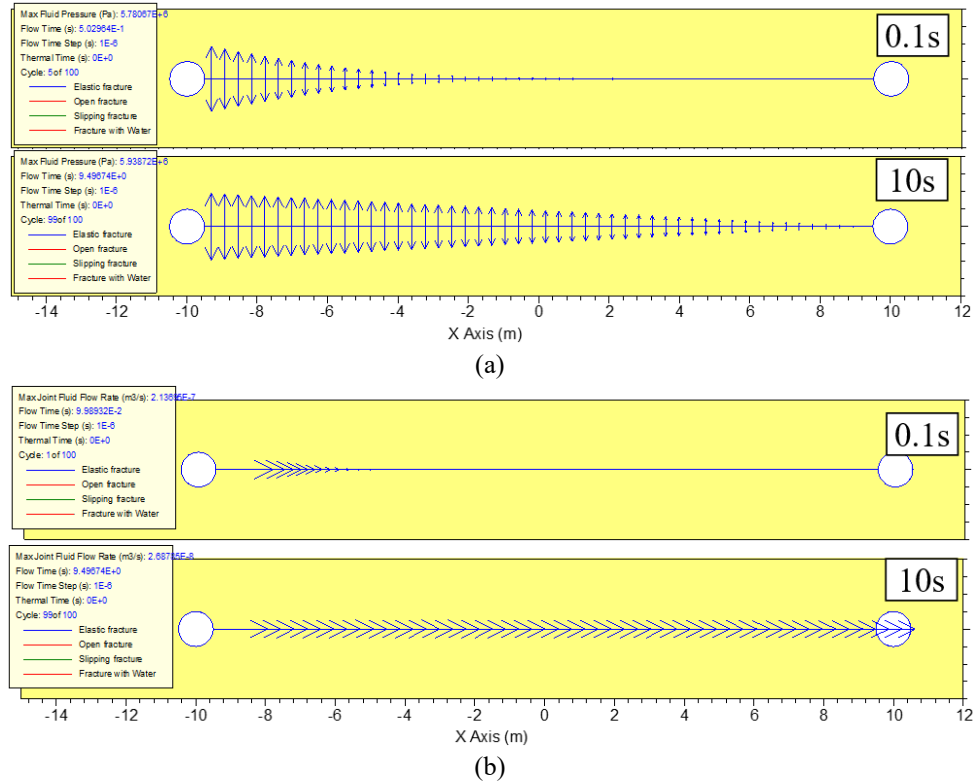 Max Fluid Pressure (Pa): 5.78067E+6
Flow Time (s): 5.02964E-1
Flow Time Step (s): 1E-6
Thermal Time (s): 0E+0
Cycle: 5 of 100
Elastic fracture
Open fracture
Slipping fracture
Fracture with Water
0.1s
Max Fluid Pressure (Pa): 5.93872E+6
Flow Time (s): 9.49674E+0
Flow Time Step (s): 1E-6
Thermal Time (s): 0E+0
Cycle: 99 of 100
Elastic fracture
Open fracture
Slipping fracture
Fracture with Water
10s
-14 -12 -10 -8 -6 -4 -2 0 2 4 6 8 10 12
X Axis (m)
(a)
Max Joint Fluid Flow Rate (m3/s): 2.13695E-7
Flow Time (s): 9.98932E-2
Flow Time Step (s): 1E-6
Thermal Time (s): 0E+0
Cycle: 1 of 100
Elastic fracture
Open fracture
Slipping fracture
Fracture with Water
0.1s
Max Joint Fluid Flow Rate (m3/s): 2.68785E-8
Flow Time (s): 9.49674E+0
Flow Time Step (s): 1E-6
Thermal Time (s): 0E+0
Cycle: 99 of 100
Elastic fracture
Open fracture
Slipping fracture
Fracture with Water
10s
-14 -12 -10 -8 -6 -4 -2 0 2 4 6 8 10 12
X Axis (m)
(b)